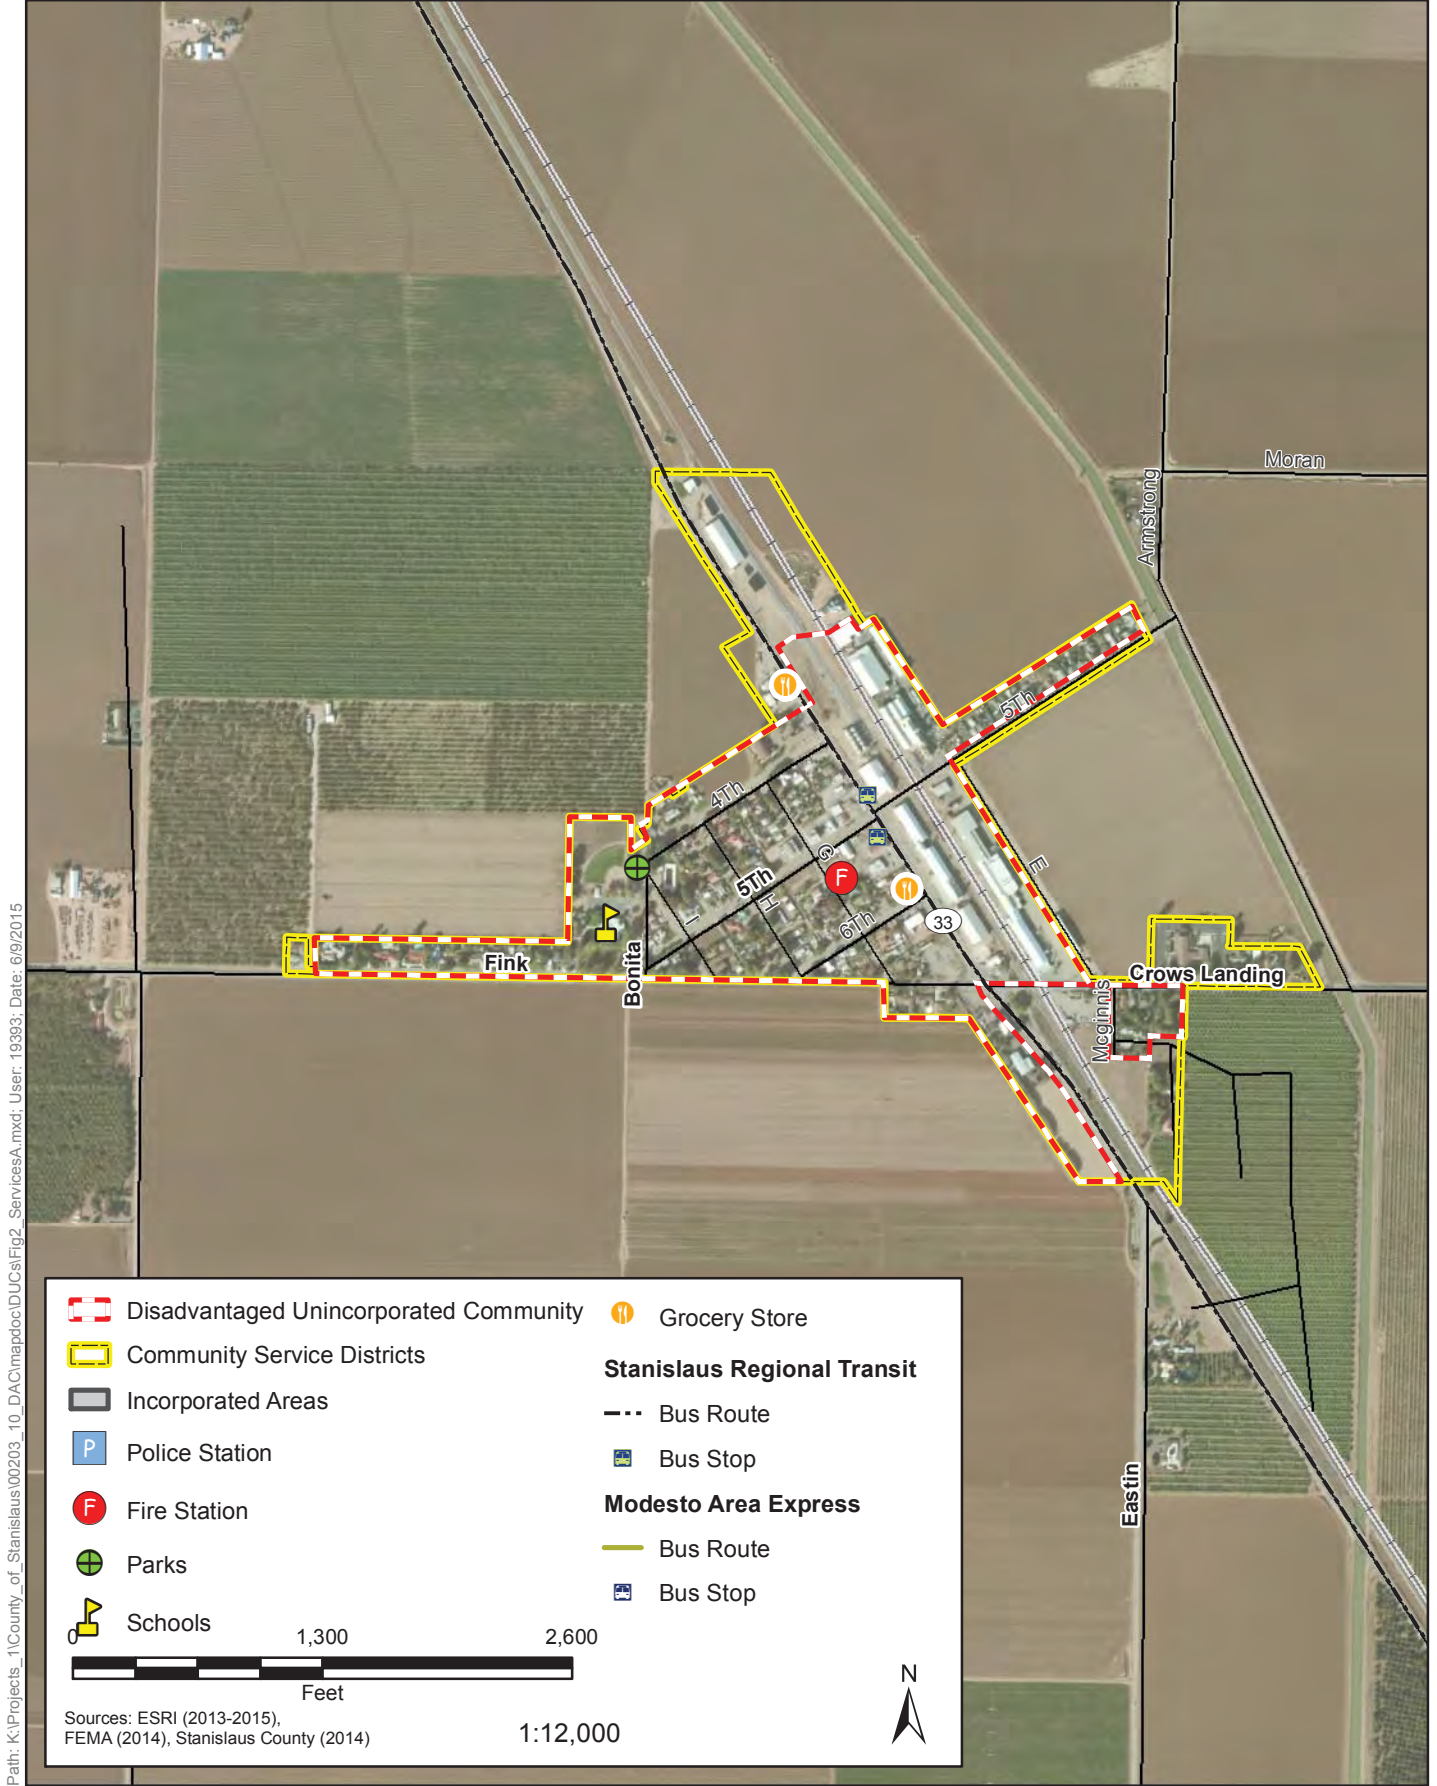 Moran
Armstrong
5Th
4Th
G
F
5Th
H
I
6Th
33
E
Fink
Bonita
Crows Landing
Mcginnis
Eastin
Disadvantaged Unincorporated Community
Community Service Districts
Incorporated Areas
P Police Station
F Fire Station
Parks
Schools
Grocery Store
Stanislaus Regional Transit
Bus Route
Bus Stop
Modesto Area Express
Bus Route
Bus Stop
0 1,300 2,600
Feet
Sources: ESRI (2013-2015),
FEMA (2014), Stanislaus County (2014)
1:12,000
N
Path: K:\Projects_1\County_of_Stanislaus\00203_10_DAC\mapdoc\DUCs\Fig2_ServicesA.mxd; User: 19393; Date: 6/9/2015